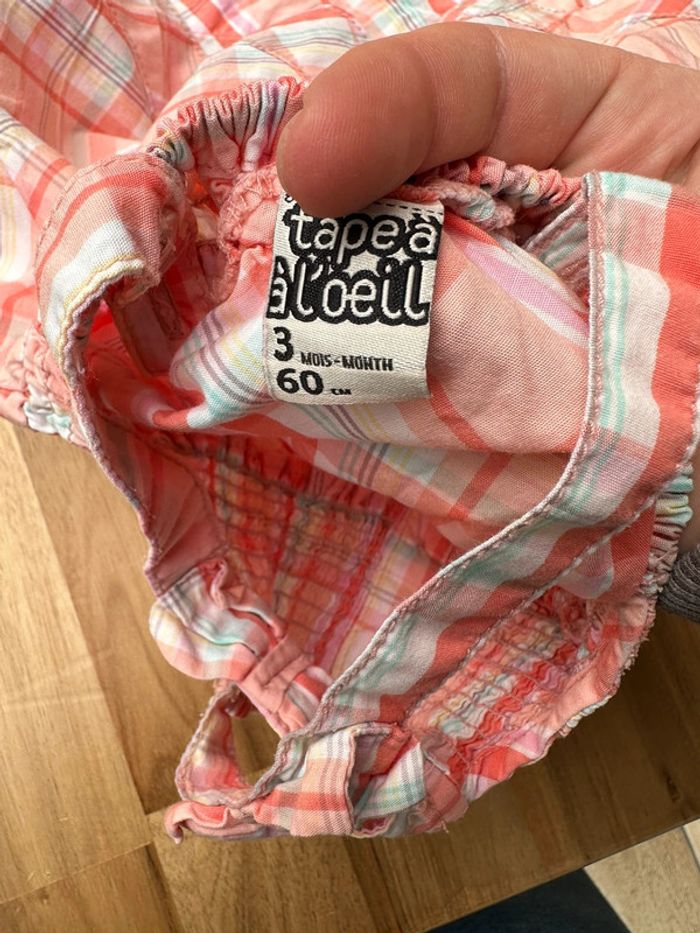 tape à
l'oeil
3 MOIS-MONTH
60 CM